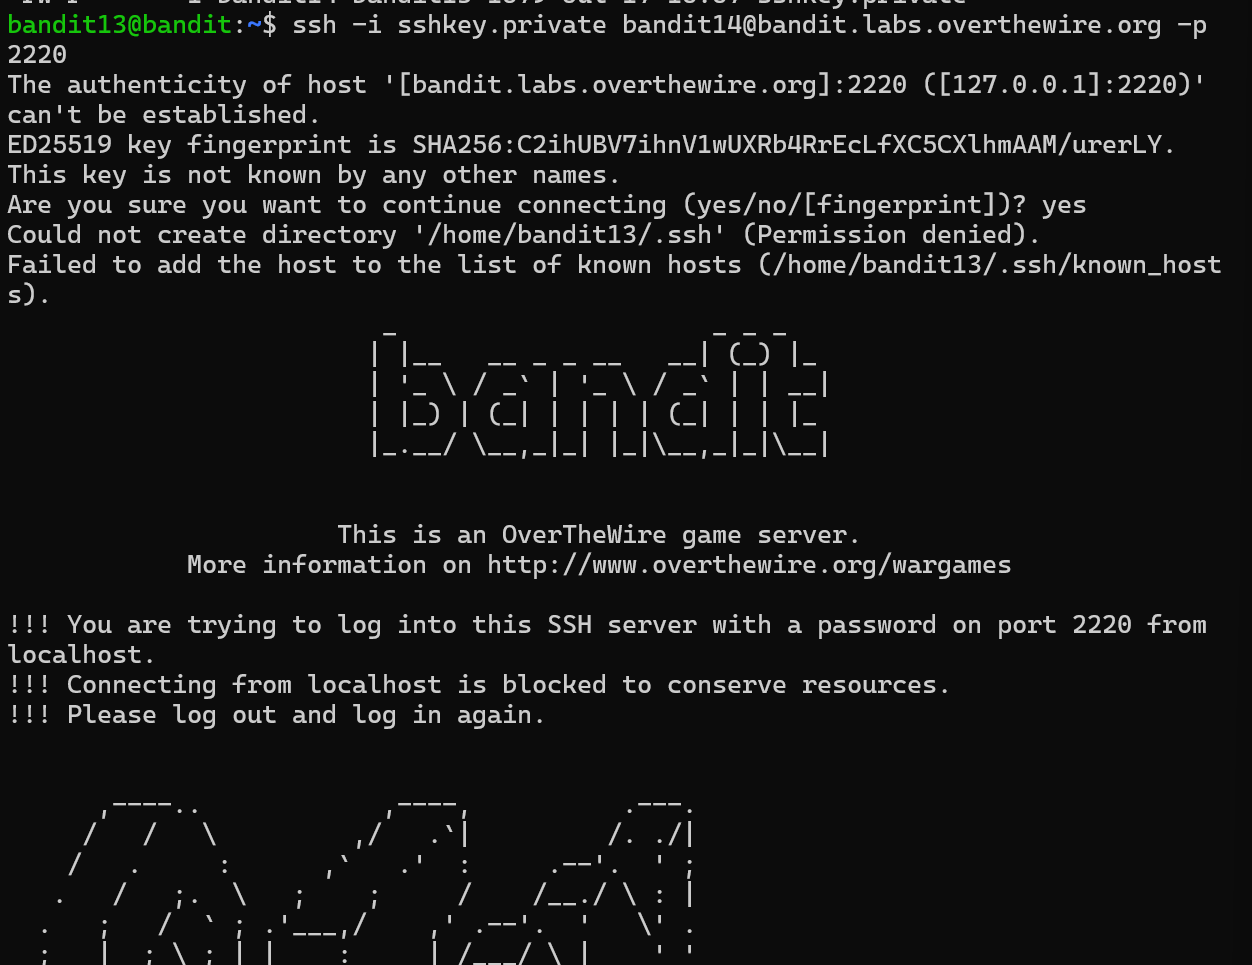 bandit13@bandit:~$ ssh -i sshkey.private bandit14@bandit.labs.overthewire.org -p
2220
The authenticity of host '[bandit.labs.overthewire.org]:2220 ([127.0.0.1]:2220)'
can't be established.
ED25519 key fingerprint is SHA256:C2ihUBV7ihnV1wUXRb4RrEcLfXC5CXlhmAAM/urerLY.
This key is not known by any other names.
Are you sure you want to continue connecting (yes/no/[fingerprint])? yes
Could not create directory '/home/bandit13/.ssh' (Permission denied).
Failed to add the host to the list of known hosts (/home/bandit13/.ssh/known_host
s).
bandit
This is an OverTheWire game server.
More information on http://www.overthewire.org/wargames
!!! You are trying to log into this SSH server with a password on port 2220 from
localhost.
!!! Connecting from localhost is blocked to conserve resources.
!!! Please log out and log in again.